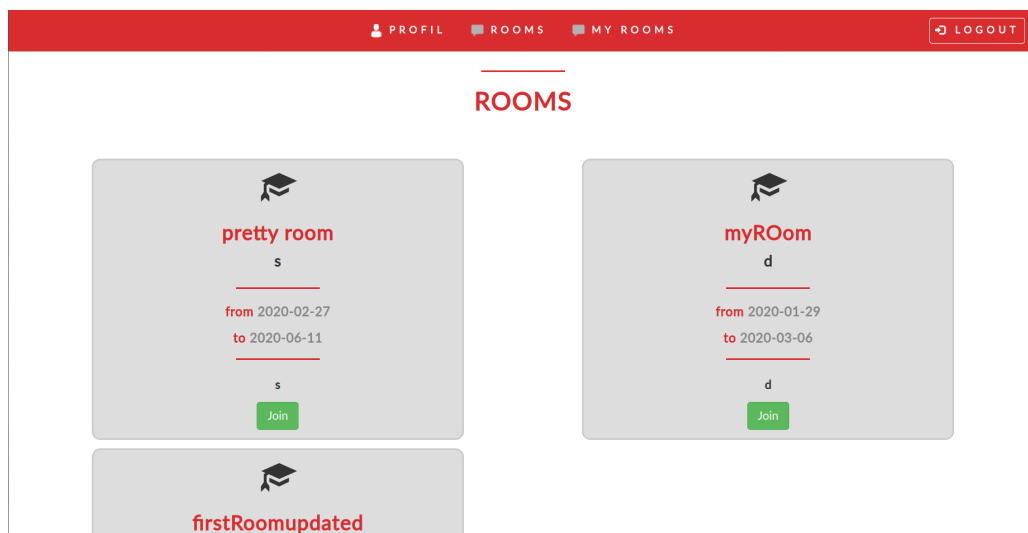 PROFIL ROOMS MY ROOMS LOGOUT
ROOMS
pretty room
s
from 2020-02-27
to 2020-06-11
s
Join
myROom
d
from 2020-01-29
to 2020-03-06
d
Join
firstRoomupdated